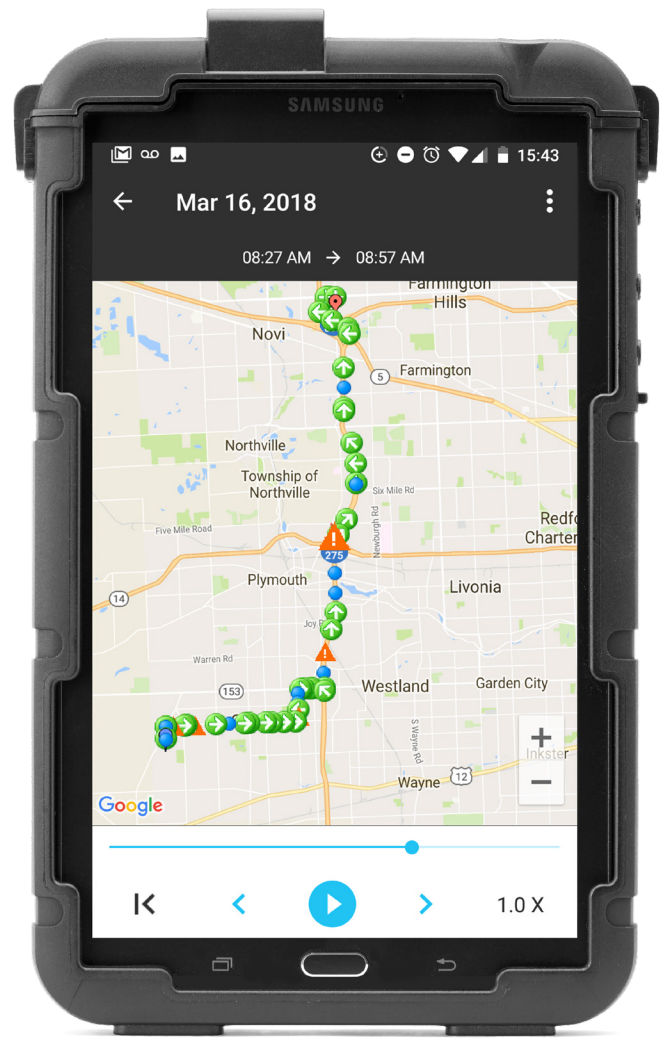 SAMSUNG
15:43
Mar 16, 2018
08:27 AM → 08:57 AM
Farmington
Hills
Novi
5
Farmington
Northville
Township of
Northville
Six Mile Rd
Newburgh Rd
Five Mile Road
Redfo
Charter
275
Plymouth
Livonia
14
Joy R
Warren Rd
153
Westland
Garden City
S Wayne Rd
Inkster
Wayne
12
Google
1.0 X